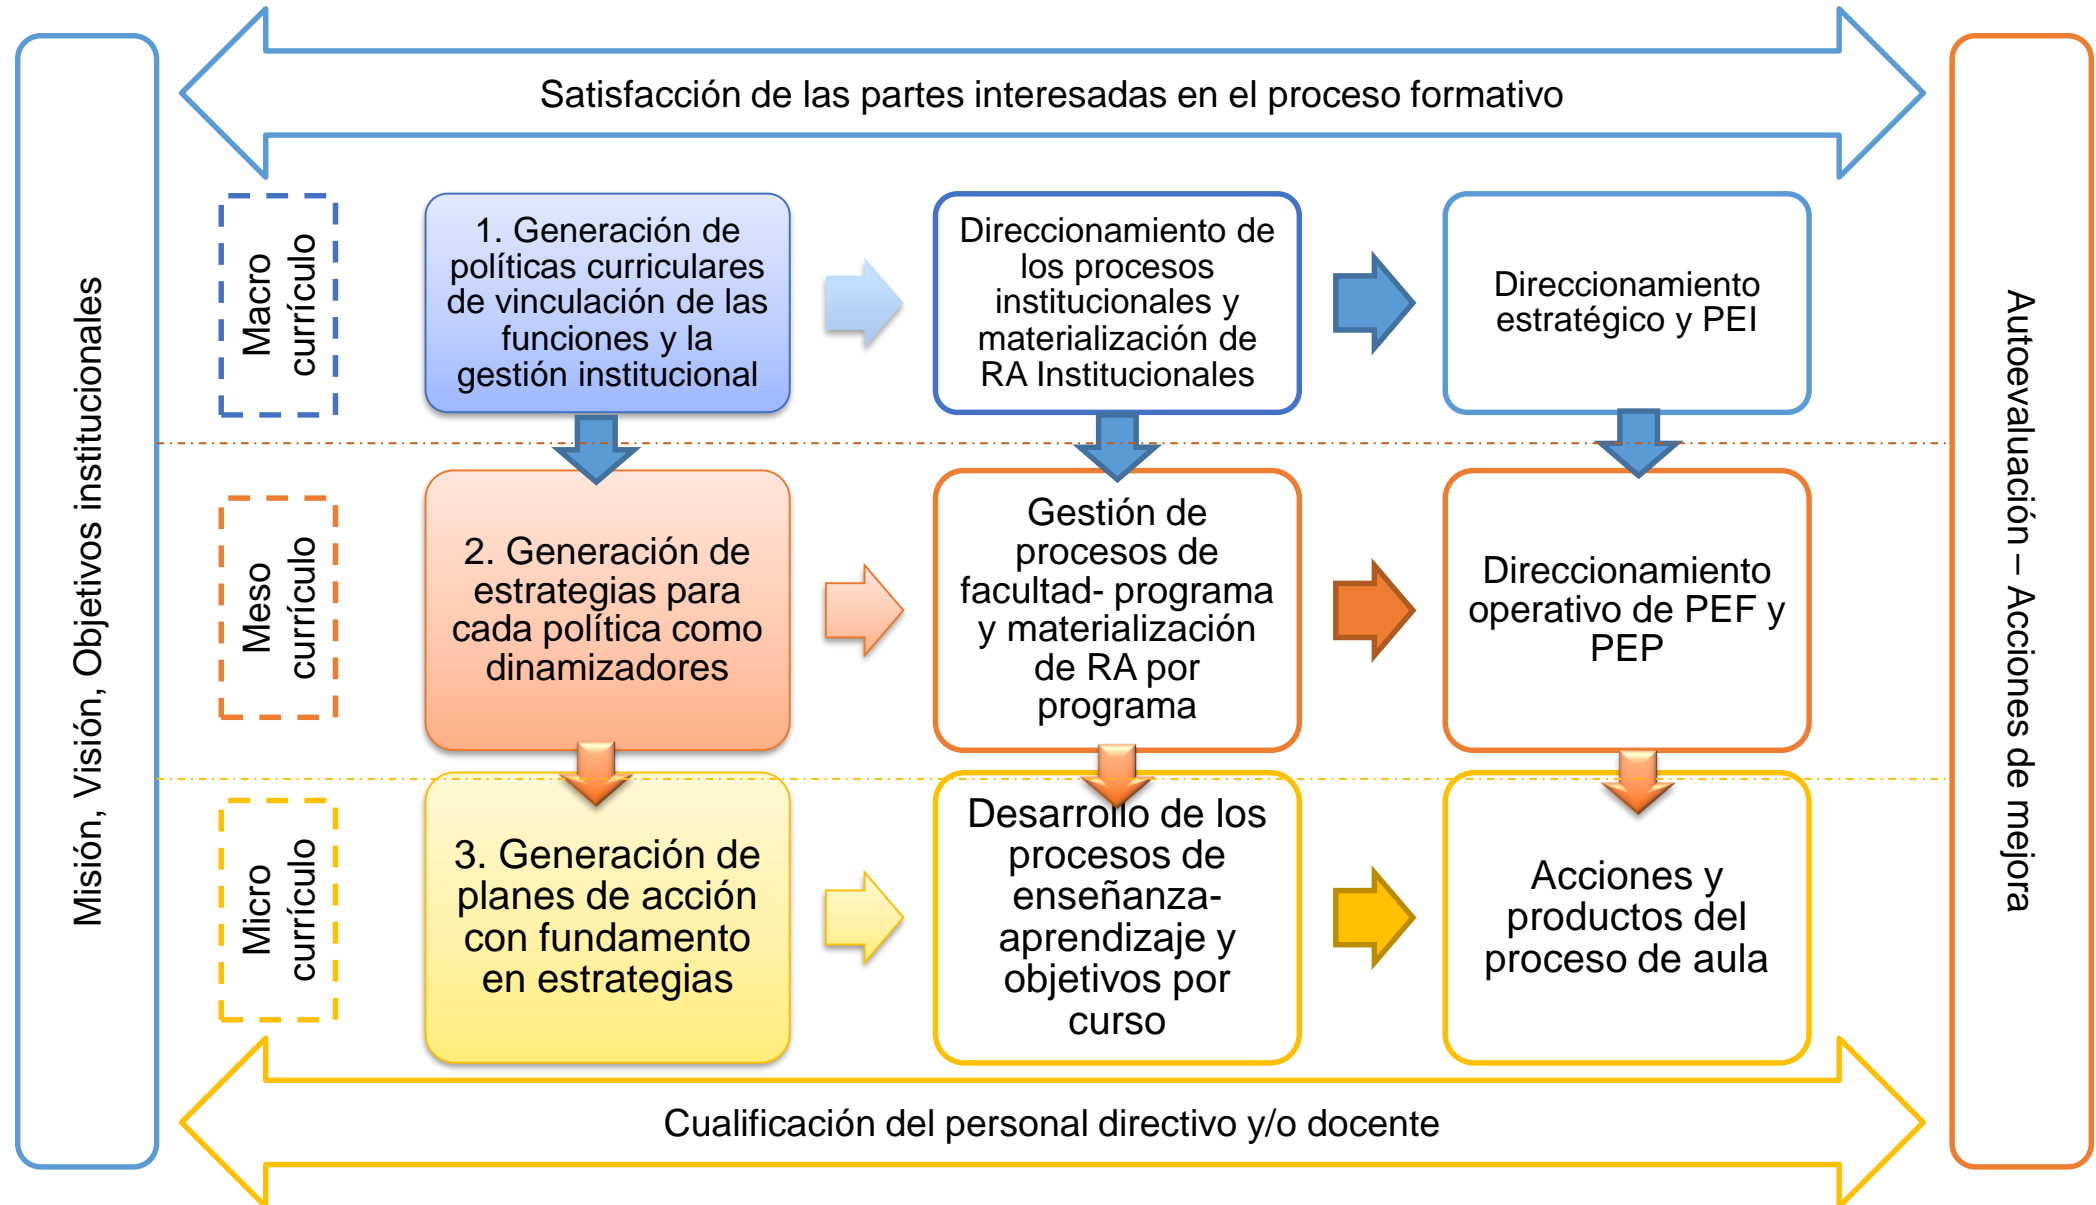 Satisfacción de las partes interesadas en el proceso formativo
Misión, Visión, Objetivos institucionales
Macro
currículo
1. Generación de
políticas curriculares
de vinculación de las
funciones y la
gestión institucional
Direccionamiento de
los procesos
institucionales y
materialización de
RA Institucionales
Direccionamiento
estratégico y PEI
Meso
currículo
2. Generación de
estrategias para
cada política como
dinamizadores
Gestión de
procesos de
facultad- programa
y materialización
de RA por
programa
Direccionamiento
operativo de PEF y
PEP
Micro
currículo
3. Generación de
planes de acción
con fundamento
en estrategias
Desarrollo de los
procesos de
enseñanza-
aprendizaje y
objetivos por
curso
Acciones y
productos del
proceso de aula
Autoevaluación – Acciones de mejora
Cualificación del personal directivo y/o docente